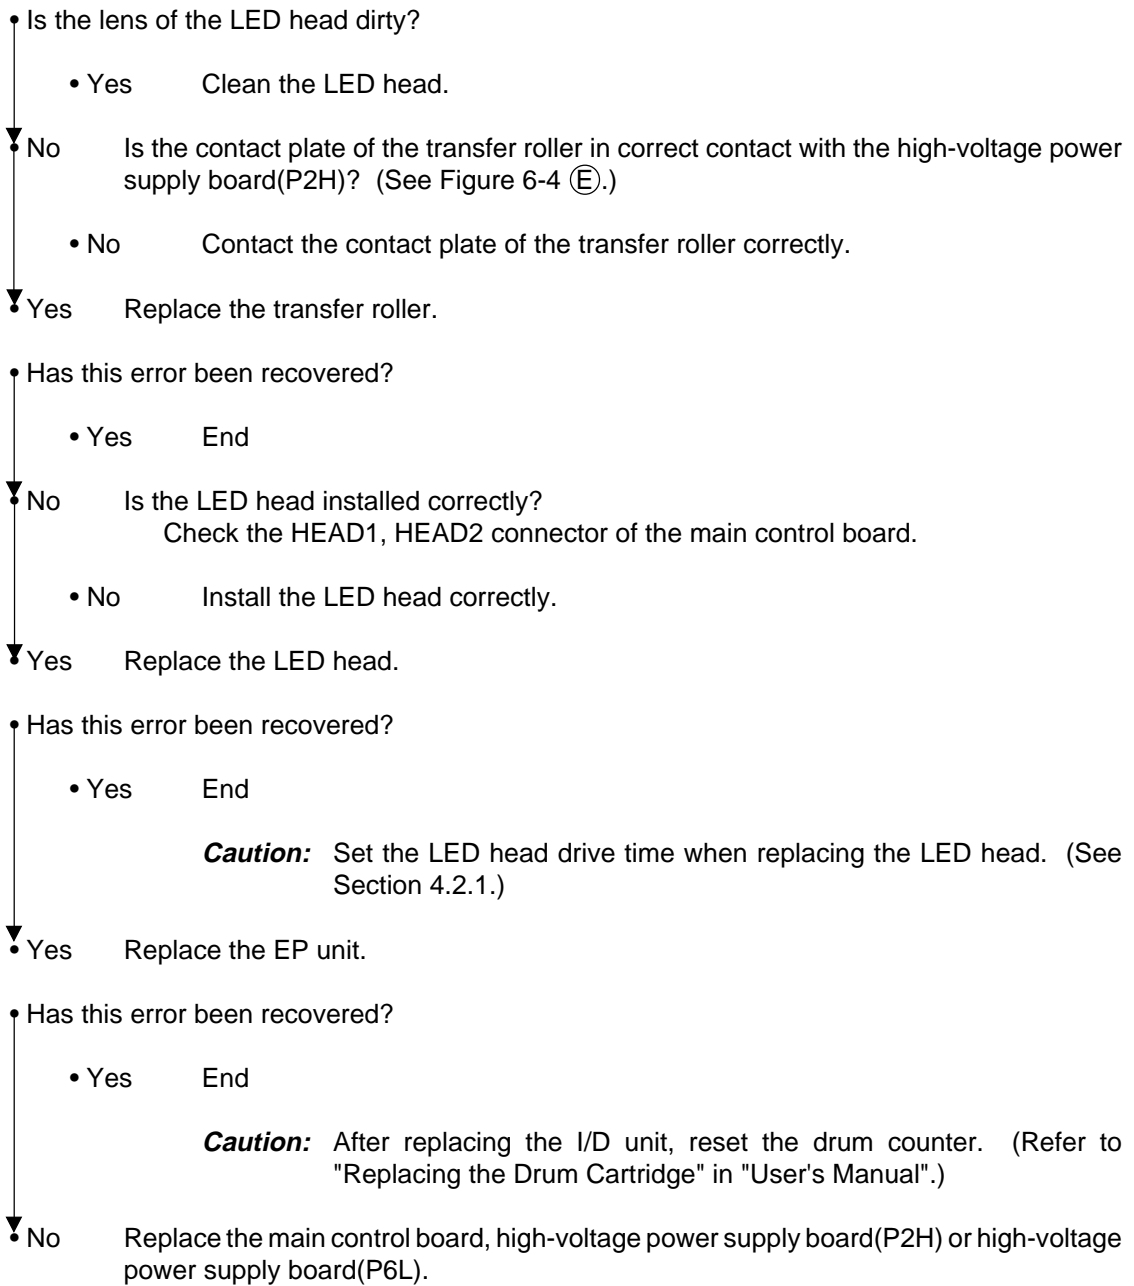 • Is the lens of the LED head dirty?
• Yes Clean the LED head.
• No Is the contact plate of the transfer roller in correct contact with the high-voltage power
supply board(P2H)? (See Figure 6-4 Ⓔ.)
• No Contact the contact plate of the transfer roller correctly.
• Yes Replace the transfer roller.
• Has this error been recovered?
• Yes End
• No Is the LED head installed correctly?
Check the HEAD1, HEAD2 connector of the main control board.
• No Install the LED head correctly.
• Yes Replace the LED head.
• Has this error been recovered?
• Yes End
Caution: Set the LED head drive time when replacing the LED head. (See
Section 4.2.1.)
• Yes Replace the EP unit.
• Has this error been recovered?
• Yes End
Caution: After replacing the I/D unit, reset the drum counter. (Refer to
"Replacing the Drum Cartridge" in "User's Manual".)
• No Replace the main control board, high-voltage power supply board(P2H) or high-voltage
power supply board(P6L).